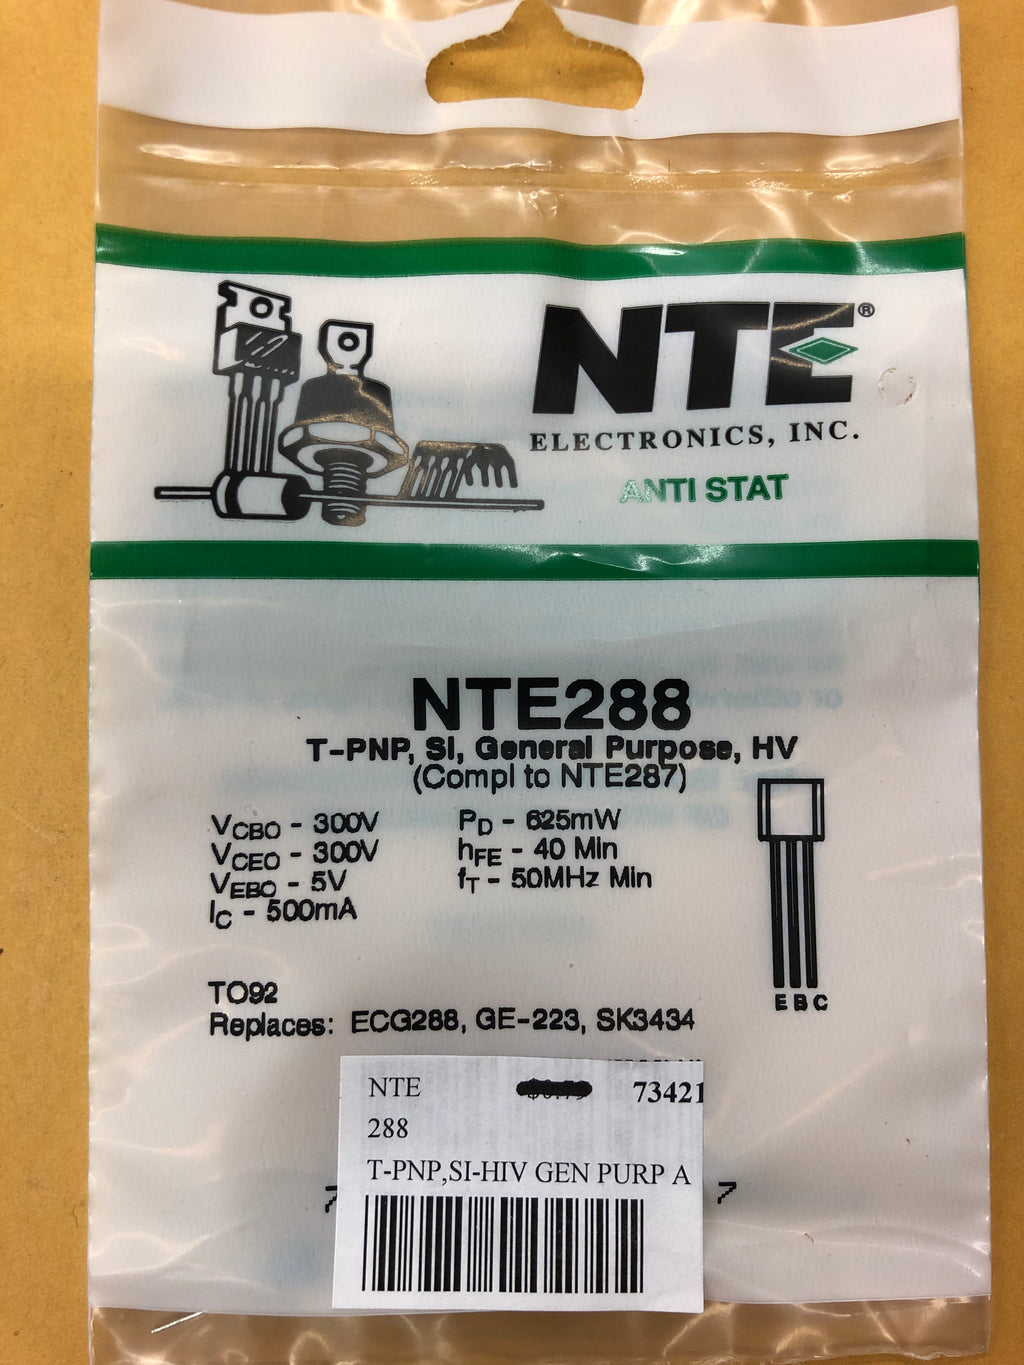 NTE®
ELECTRONICS, INC.
ANTI STAT
NTE288
T-PNP, SI, General Purpose, HV
(Compl to NTE287)
VCBO - 300V PD - 625mW
VCEO - 300V hFE - 40 Min
VEBO - 5V fT - 50MHz Min
IC - 500mA
E B C
TO92
Replaces: ECG288, GE-223, SK3434
NTE 73421
288
T-PNP,SI-HIV GEN PURP A
7 7